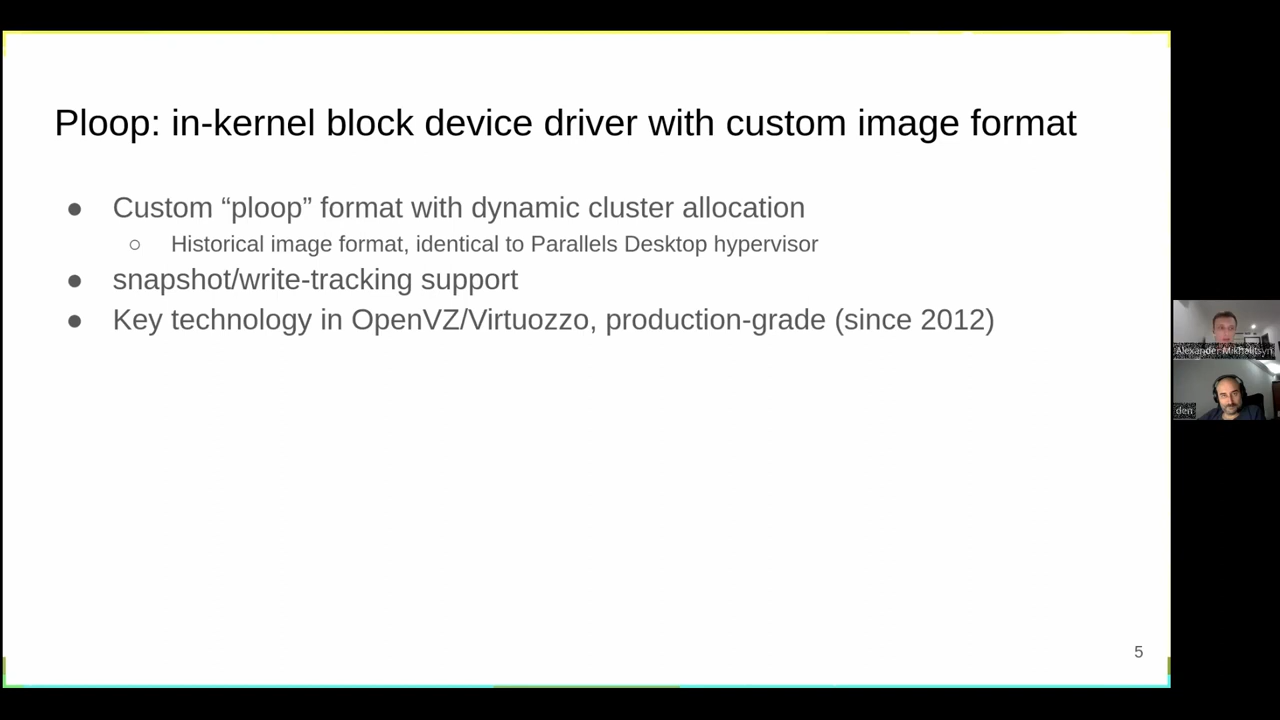 Ploop: in-kernel block device driver with custom image format
● Custom “ploop” format with dynamic cluster allocation
○ Historical image format, identical to Parallels Desktop hypervisor
● snapshot/write-tracking support
● Key technology in OpenVZ/Virtuozzo, production-grade (since 2012)
5
Alexander Mikhalitsyn
den